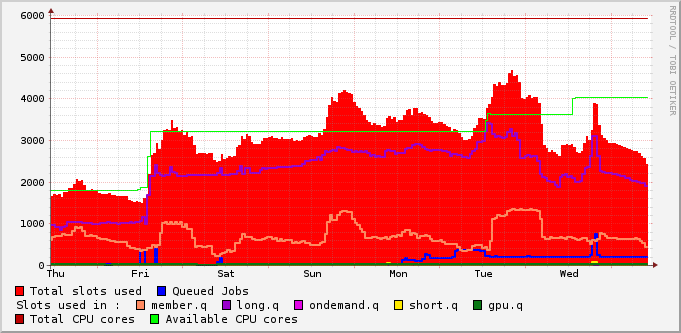 6000
5000
4000
3000
2000
1000
0
Thu Fri Sat Sun Mon Tue Wed
Total slots used Queued Jobs
Slots used in : member.q long.q ondemand.q short.q gpu.q
Total CPU cores Available CPU cores
RRDTOOL / TOBI OETIKER